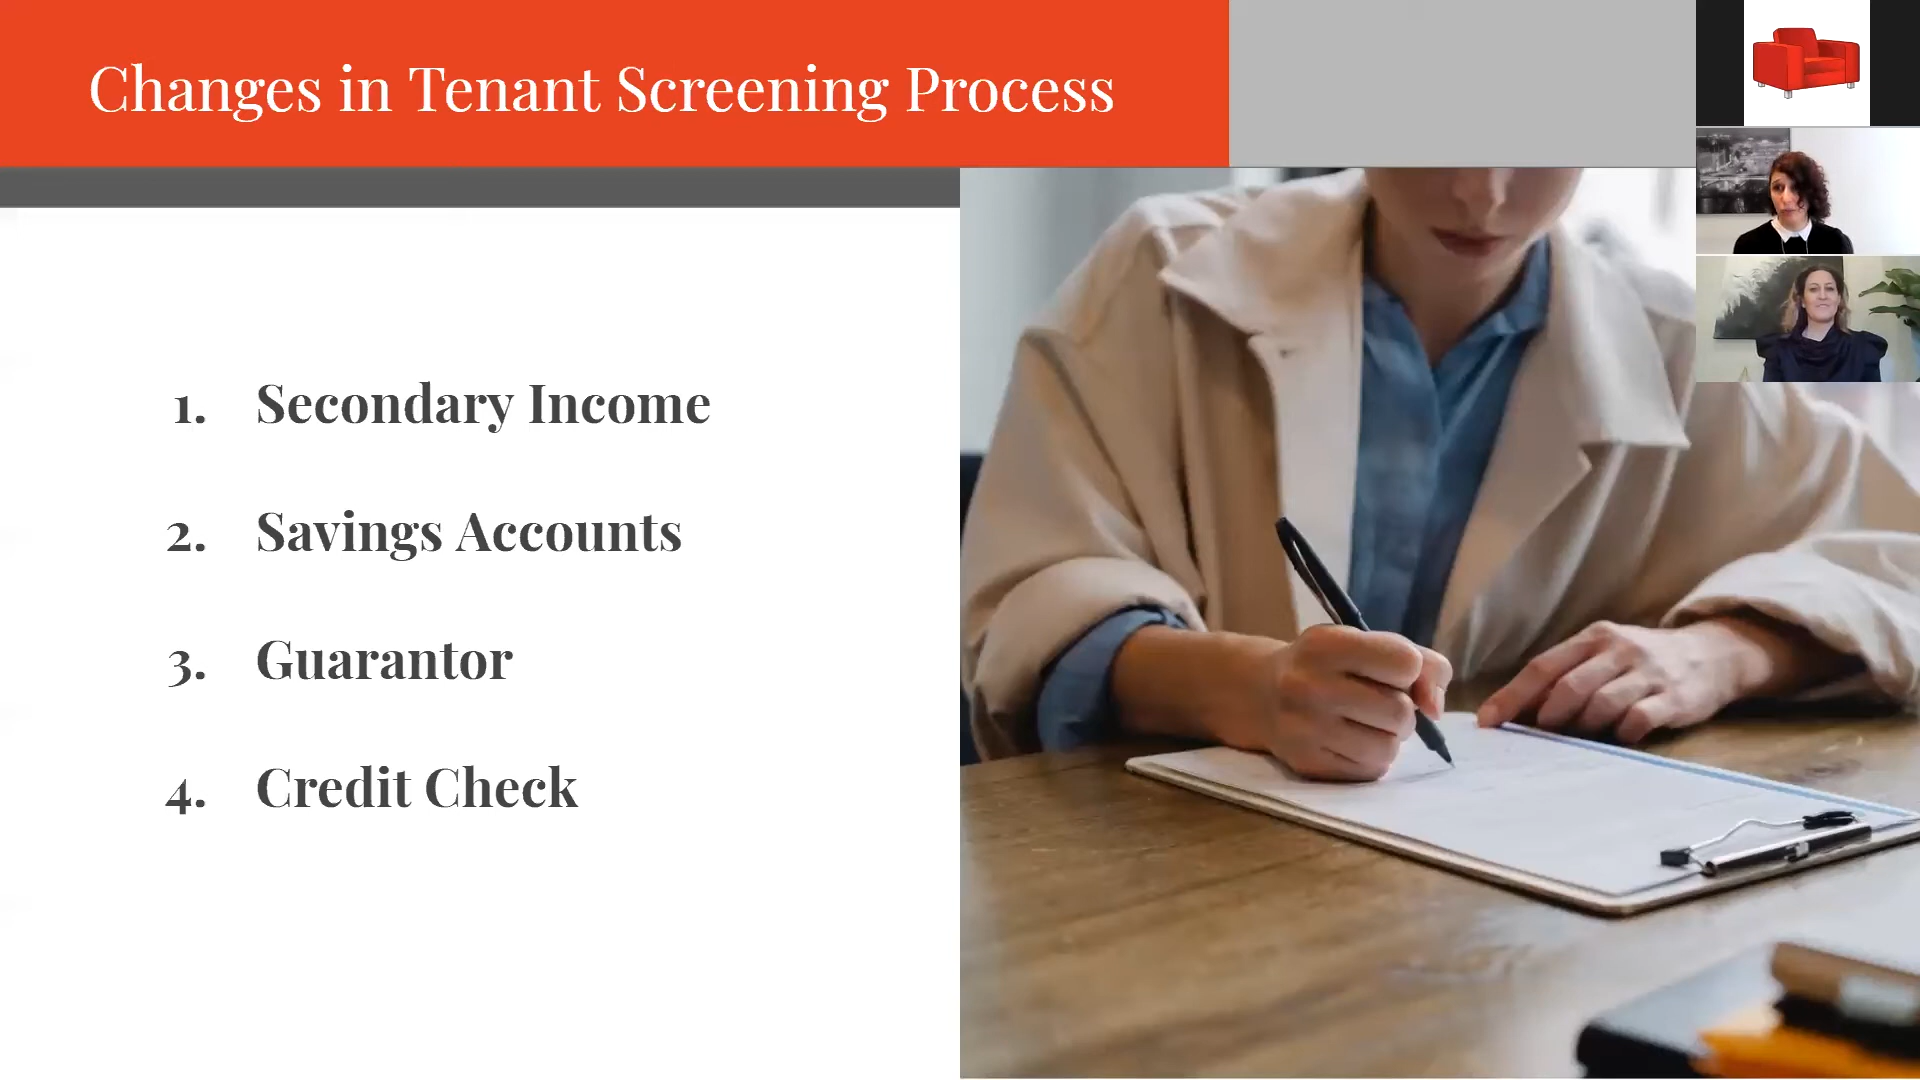 Changes in Tenant Screening Process
1. Secondary Income
2. Savings Accounts
3. Guarantor
4. Credit Check